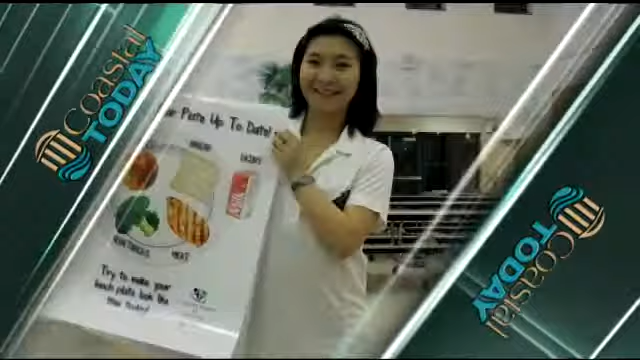 Coastal
TODAY
Plate Up To Date!
GRAINS
DAIRY
VEGETABLES
MEAT
Try to make your
lunch plate look like
this today!
Coastal
TODAY